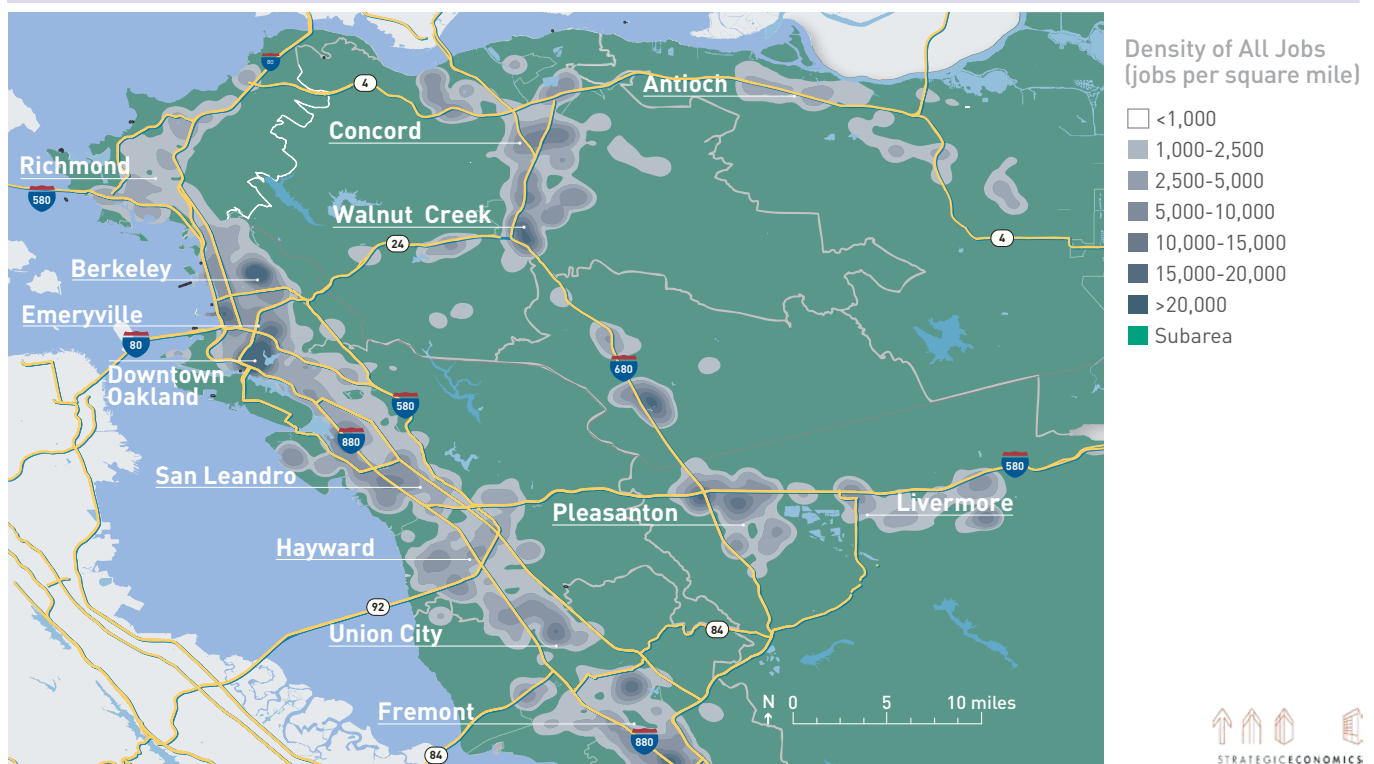 80
4
Antioch
Concord
Richmond
580
Walnut Creek
24
4
Berkeley
Emeryville
80
680
Downtown
Oakland
580
880
San Leandro
580
Livermore
Pleasanton
Hayward
92
84
Union City
N 0 5 10 miles
Fremont
880
84
Density of All Jobs
(jobs per square mile)
<1,000
1,000-2,500
2,500-5,000
5,000-10,000
10,000-15,000
15,000-20,000
>20,000
Subarea
STRATEGICECONOMICS